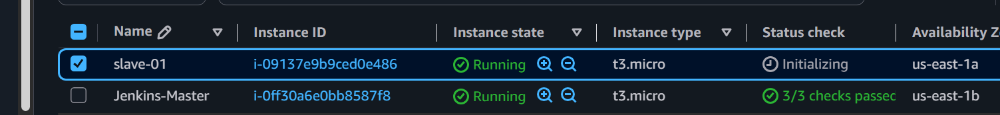 Name Instance ID Instance state Instance type Status check Availability Z
slave-01 i-09137e9b9ced0e486 Running t3.micro Initializing us-east-1a
Jenkins-Master i-0ff30a6e0bb8587f8 Running t3.micro 3/3 checks passed us-east-1b